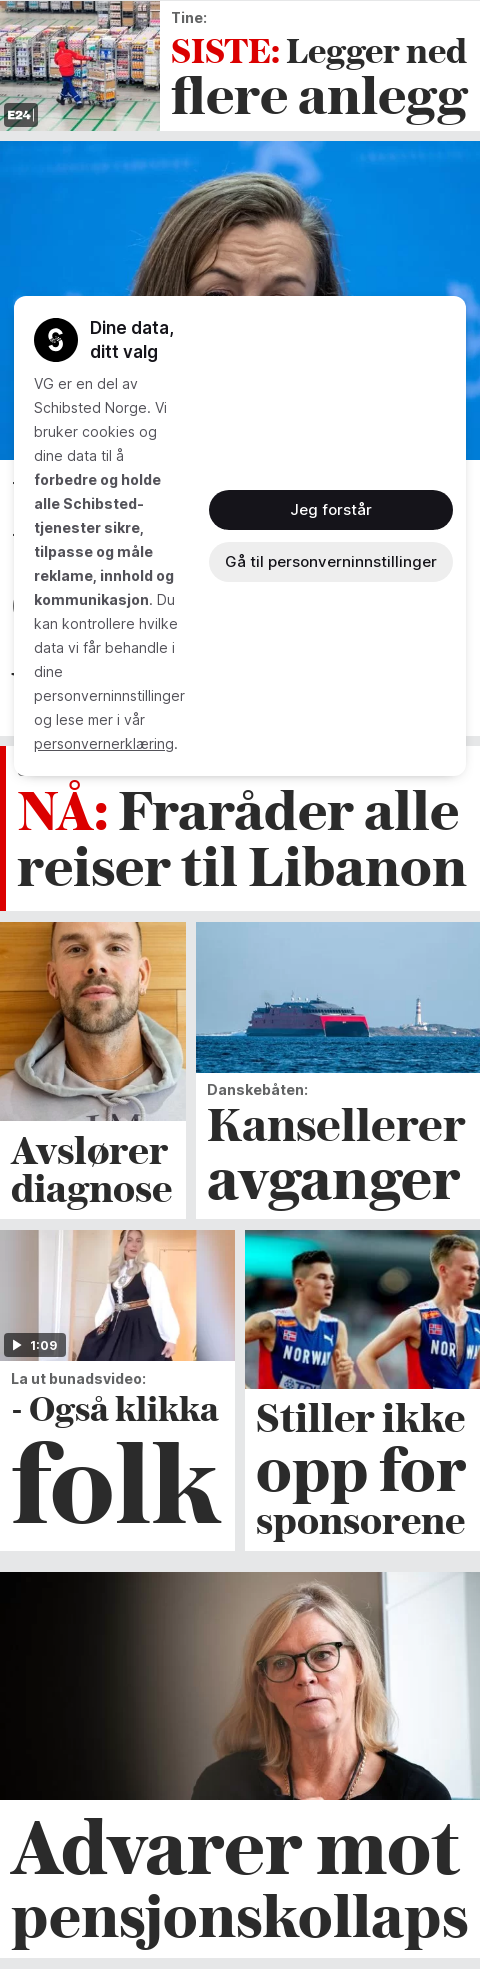 Tine:
SISTE: Legger ned
flere anlegg
E24
Dine data,
ditt valg
VG er en del av
Schibsted Norge. Vi
bruker cookies og
dine data til å
forbedre og holde
alle Schibsted-
tjenester sikre,
tilpasse og måle
reklame, innhold og
kommunikasjon. Du
kan kontrollere hvilke
data vi får behandle i
dine
personverninnstillinger
og lese mer i vår
personvernerklæring.
Jeg forstår
Gå til personverninnstillinger
NÅ: Fraråder alle
reiser til Libanon
Avslører
diagnose
Danskebåten:
Kansellerer
avganger
1:09
La ut bunadsvideo:
- Også klikka
folk
NORWAY
NORW
Stiller ikke
opp for
sponsorene
Advarer mot
pensjonskollaps